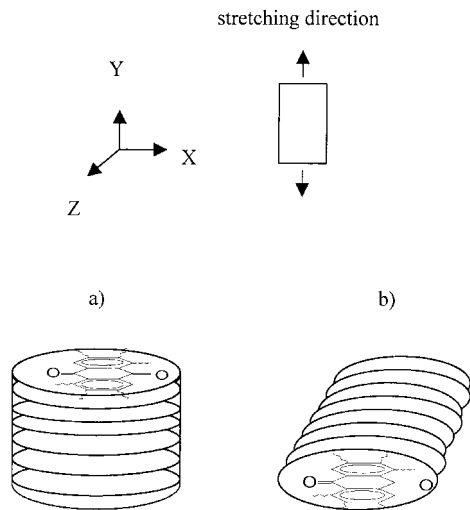 stretching direction
Y
X
Z
a) b)
O O
O O